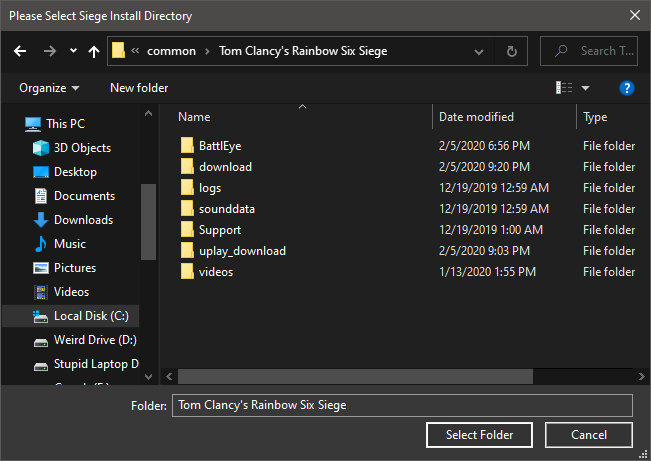 Please Select Siege Install Directory
« common > Tom Clancy's Rainbow Six Siege
Search T...
Organize
New folder
Name Date modified Type
This PC
3D Objects
Desktop
Documents
Downloads
Music
Pictures
Videos
Local Disk (C:)
Weird Drive (D:)
Stupid Laptop D
BattlEye 2/5/2020 6:56 PM File folder
download 2/5/2020 9:20 PM File folder
logs 12/19/2019 12:59 AM File folder
sounddata 12/19/2019 12:59 AM File folder
Support 12/19/2019 1:00 AM File folder
uplay_download 2/5/2020 9:03 PM File folder
videos 1/13/2020 1:55 PM File folder
Folder: Tom Clancy's Rainbow Six Siege
Select Folder
Cancel